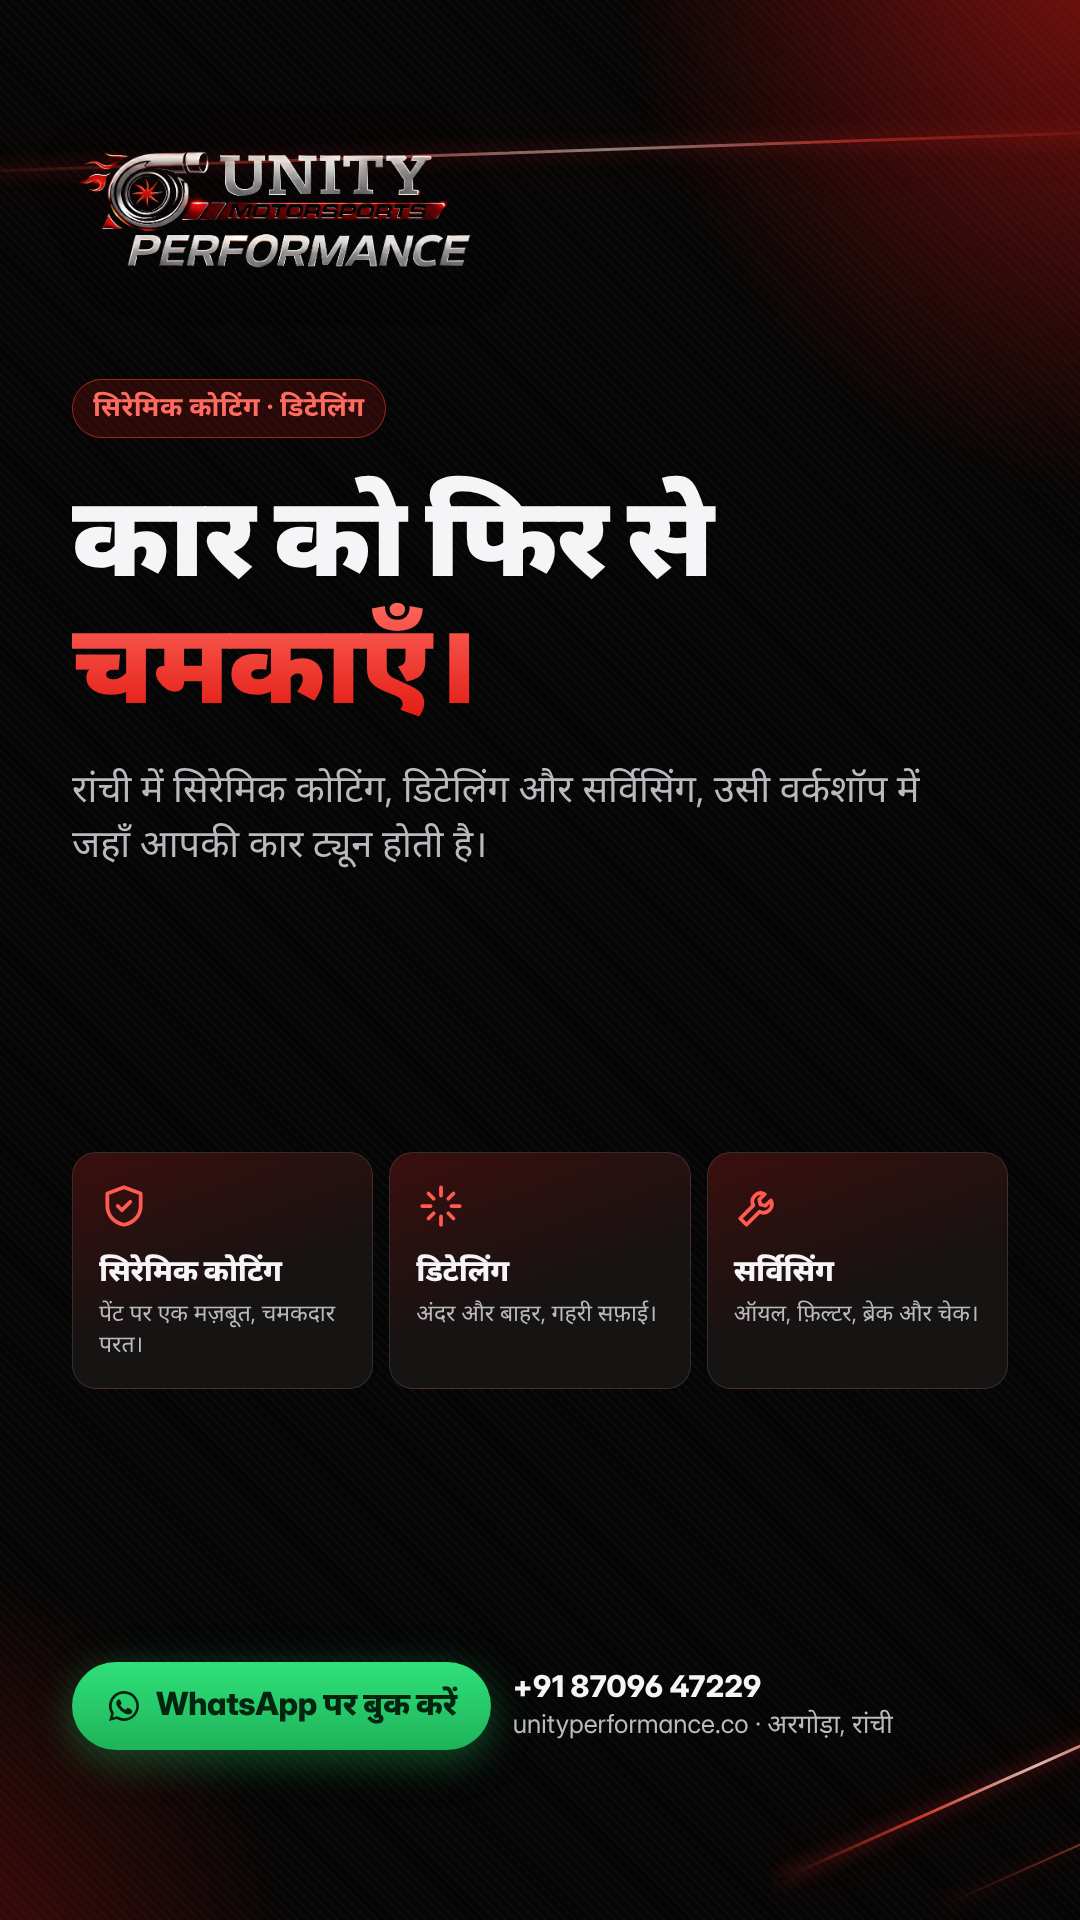 UNITY
MOTORSPORTS
PERFORMANCE
सिरेमिक कोटिंग · डिटेलिंग
कार को फिर से
चमकाएँ।
रांची में सिरेमिक कोटिंग, डिटेलिंग और सर्विसिंग, उसी वर्कशॉप में
जहाँ आपकी कार ट्यून होती है।
सिरेमिक कोटिंग
पेंट पर एक मज़बूत, चमकदार
परत।
डिटेलिंग
अंदर और बाहर, गहरी सफ़ाई।
सर्विसिंग
ऑयल, फ़िल्टर, ब्रेक और चेक।
WhatsApp पर बुक करें
+91 87096 47229
unityperformance.co · अरगोड़ा, रांची